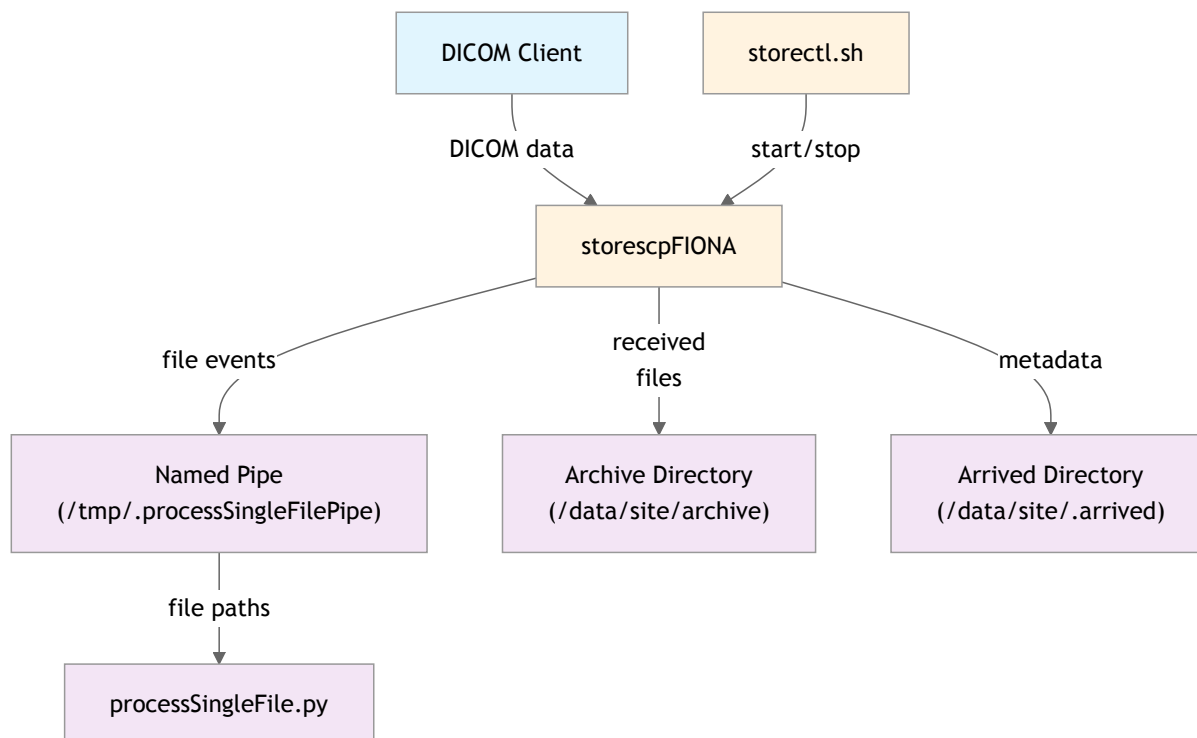 DICOM Client
storectl.sh
DICOM data
start/stop
storescpFIONA
file events
received
files
metadata
Named Pipe
(/tmp/.processSingleFilePipe)
Archive Directory
(/data/site/archive)
Arrived Directory
(/data/site/.arrived)
file paths
processSingleFile.py